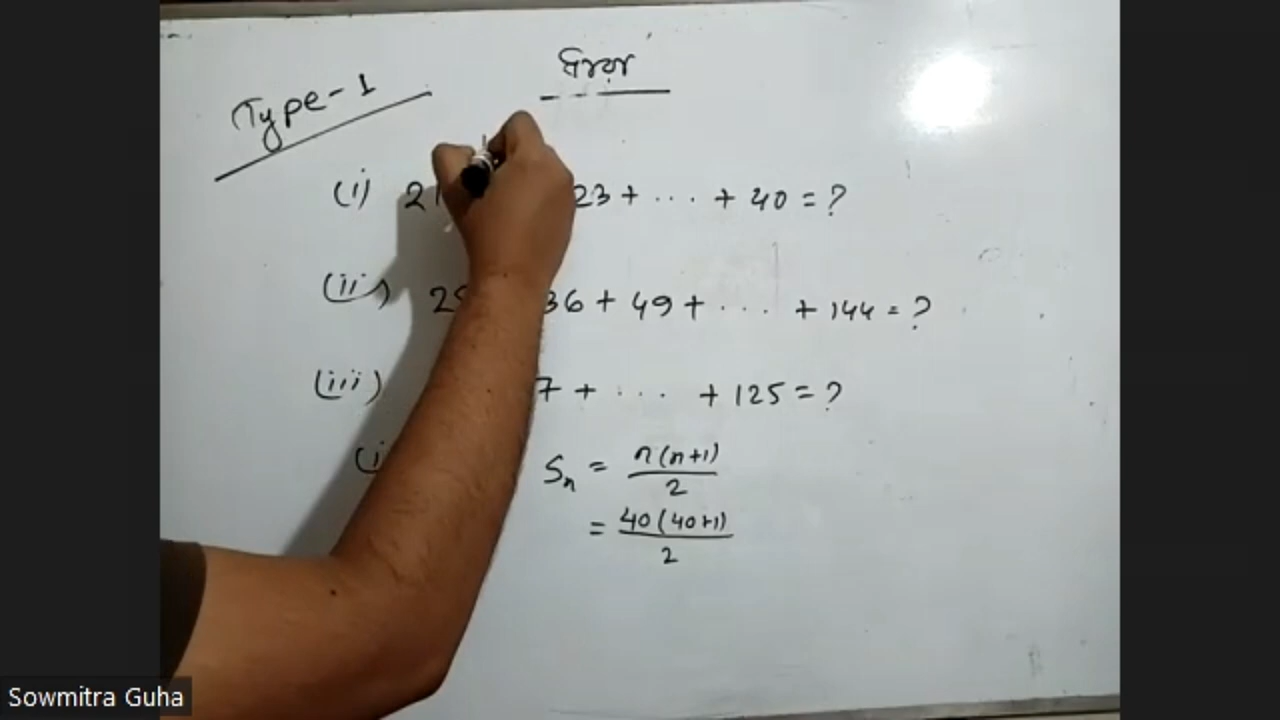 Type-1
ধারা
(i) 21 23 + ... + 40 = ?
(ii) 2 36 + 49 + ... + 144 = ?
(iii) 7 + ... + 125 = ?
(i
Sₙ = n(n+1)/2
= 40(40+1)/2
Sowmitra Guha